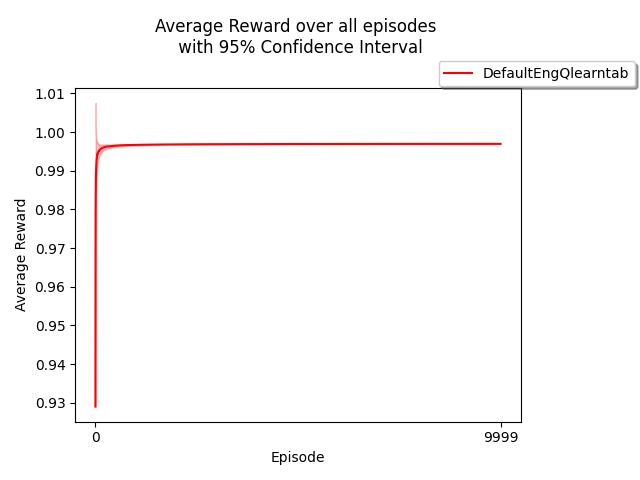 Average Reward over all episodes
with 95% Confidence Interval
DefaultEngQlearntab
1.01
1.00
0.99
0.98
0.97
0.96
0.95
0.94
0.93
Average Reward
0
9999
Episode